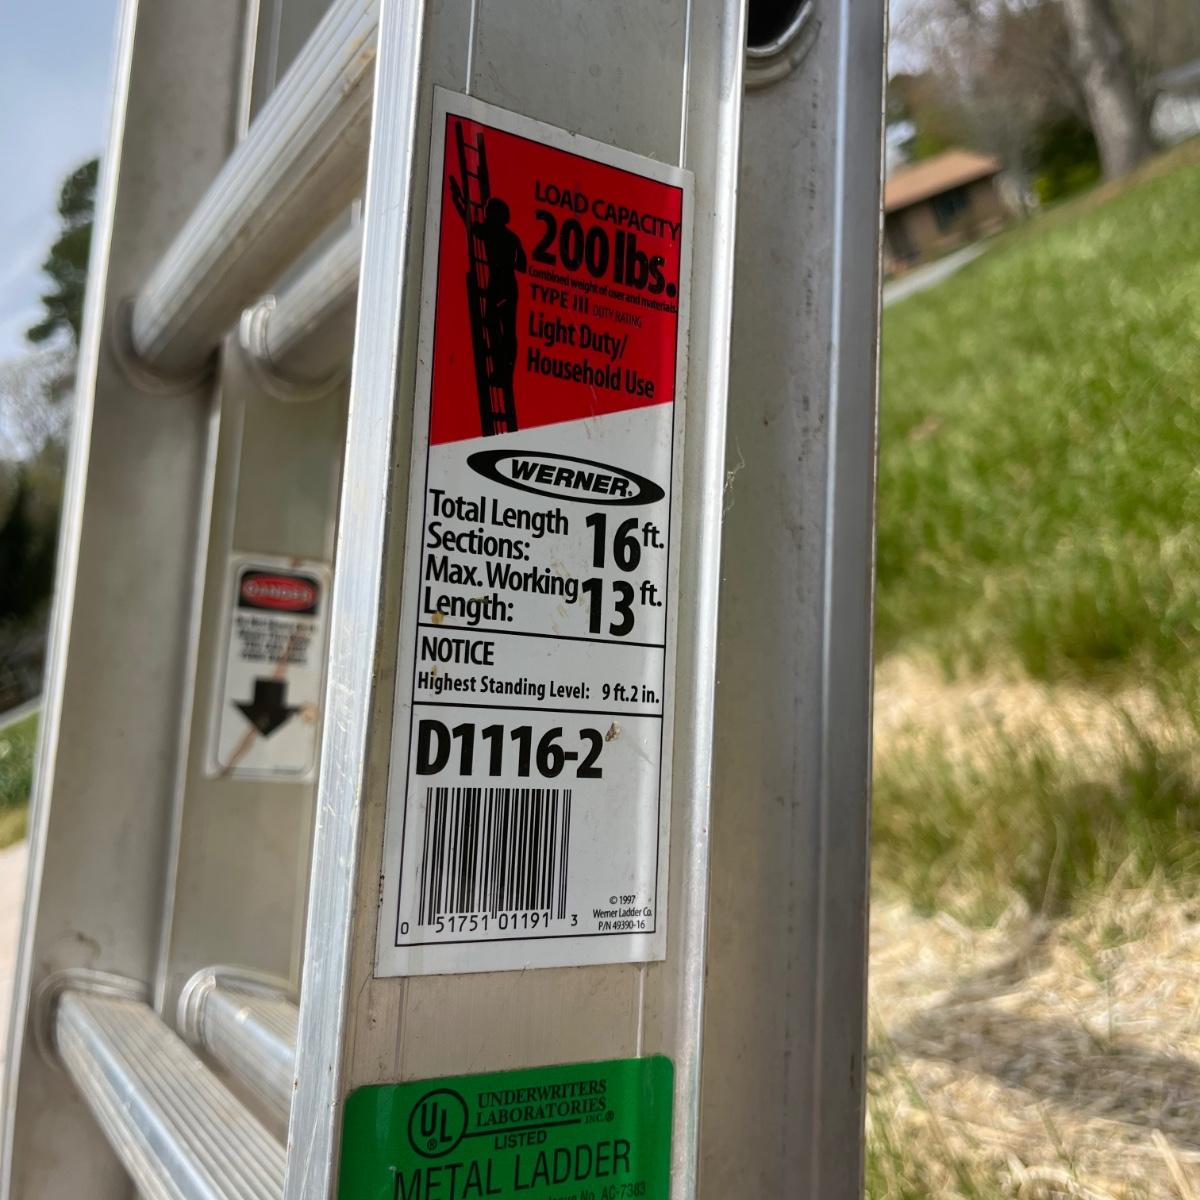 LOAD CAPACITY
200 lbs.
Combined weight of user and materials
TYPE III DUTY RATING
Light Duty/
Household Use
WERNER®
Total Length
Sections:
16 ft.
Max. Working
Length:
13 ft.
NOTICE
Highest Standing Level: 9 ft. 2 in.
D1116-2
0 51751 01191 3
© 1997
Werner Ladder Co.
P/N 49390-16
DANGER
UL®
UNDERWRITERS
LABORATORIES
INC.®
LISTED
METAL LADDER
No. AC-7383